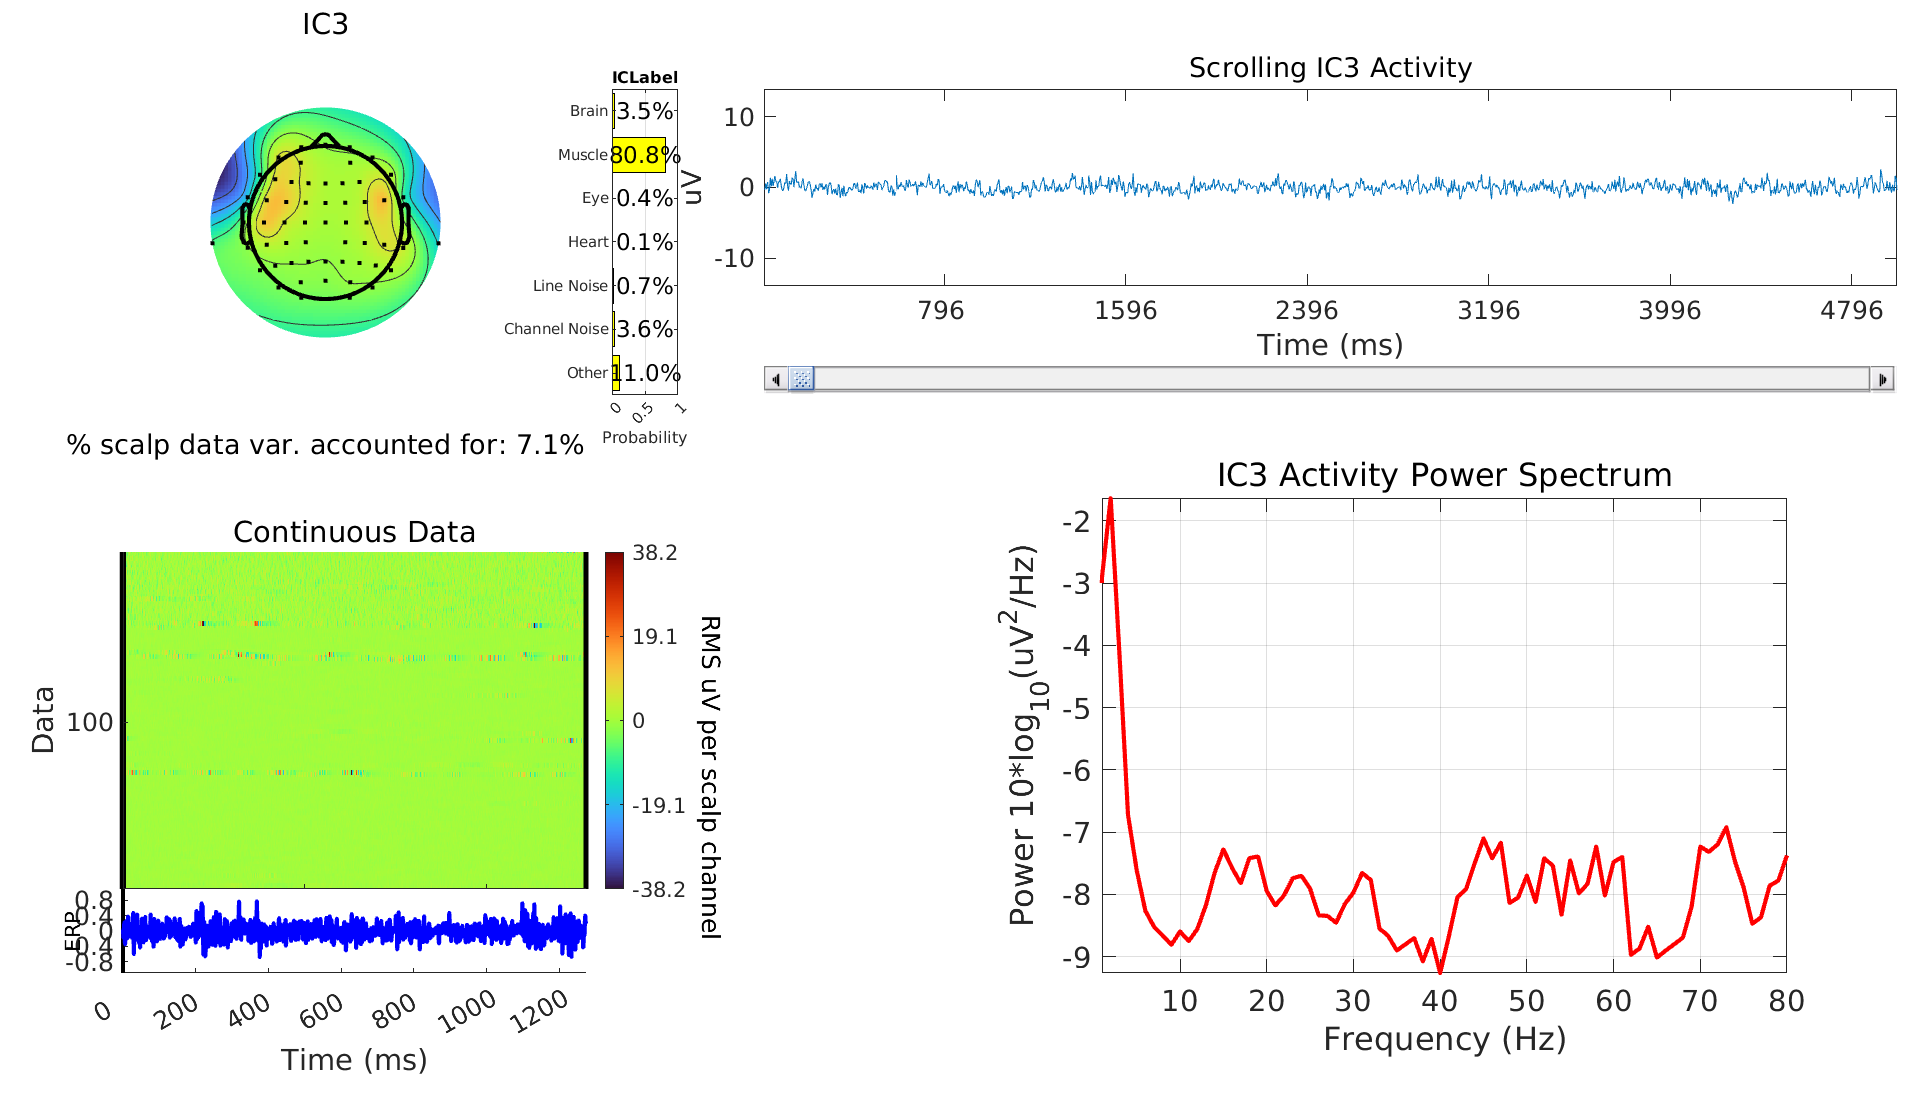 IC3
ICLabel
Brain 3.5%
Muscle 80.8%
Eye 0.4%
Heart 0.1%
Line Noise 0.7%
Channel Noise 3.6%
Other 11.0%
0 0.5 1
Probability
% scalp data var. accounted for: 7.1%
Scrolling IC3 Activity
uV
10
0
-10
796 1596 2396 3196 3996 4796
Time (ms)
Continuous Data
Data
100
38.2
19.1
0
-19.1
-38.2
RMS uV per scalp channel
ERP
0.8
0.4
0
-0.4
-0.8
0 200 400 600 800 1000 1200
Time (ms)
IC3 Activity Power Spectrum
Power 10*log10(uV2/Hz)
-2
-3
-4
-5
-6
-7
-8
-9
10 20 30 40 50 60 70 80
Frequency (Hz)